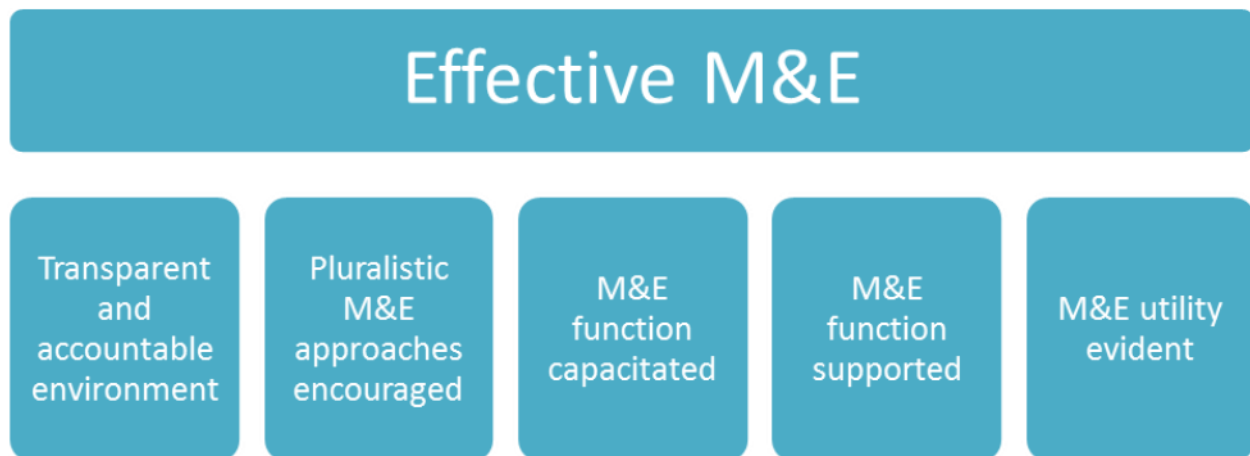 Effective M&E
Transparent
and
accountable
environment
Pluralistic
M&E
approaches
encouraged
M&E
function
capacitated
M&E
function
supported
M&E utility
evident